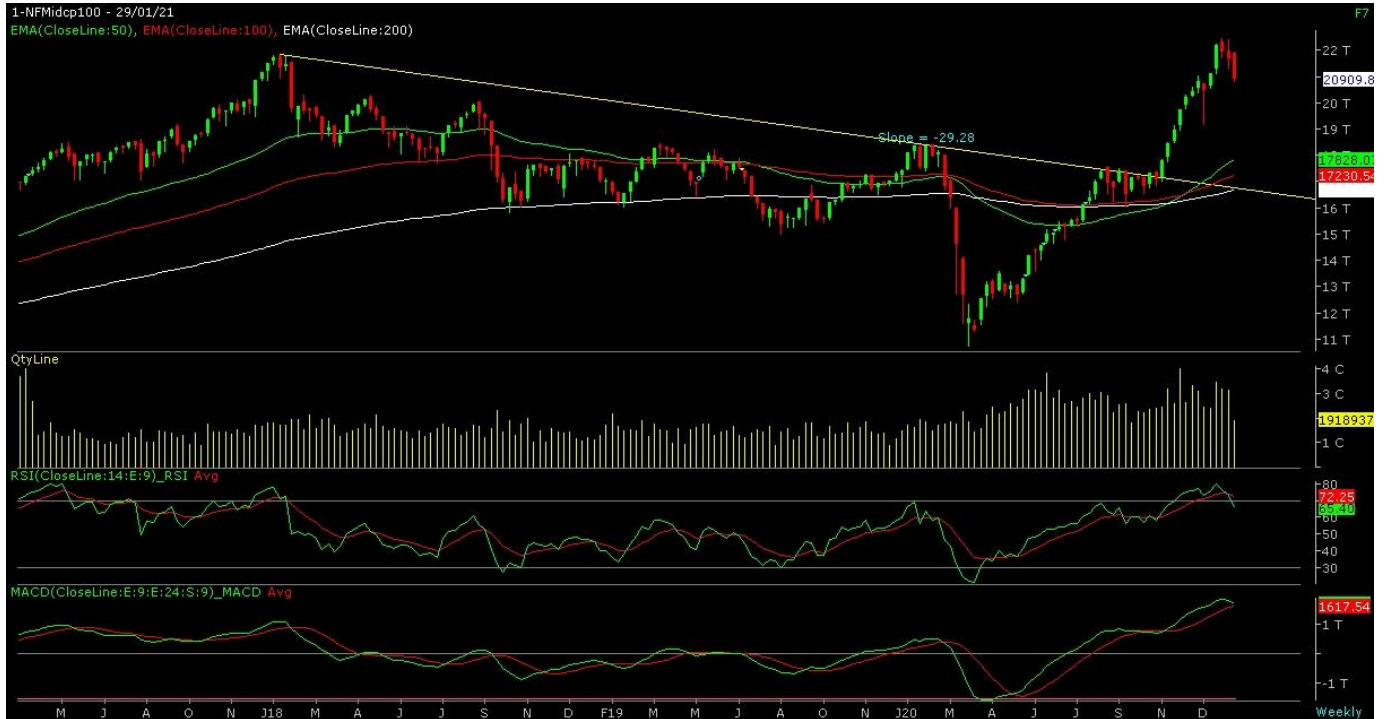 1-NFMidcp100 - 29/01/21
F7
EMA(CloseLine:50), EMA(CloseLine:100), EMA(CloseLine:200)
22 T
20909.8
20 T
19 T
Slope = -29.28
17828.07
17230.54
16 T
15 T
14 T
13 T
12 T
11 T
QtyLine
4 C
3 C
1918937
1 C
RSI(CloseLine:14:E:9)_RSI Avg
80
72.25
65.40
50
40
30
MACD(CloseLine:E:9:E:24:S:9)_MACD Avg
1617.54
1 T
-1 T
M J A O N J18 M A J J S N D F19 M M J A O N J20 M A J J S N D
Weekly